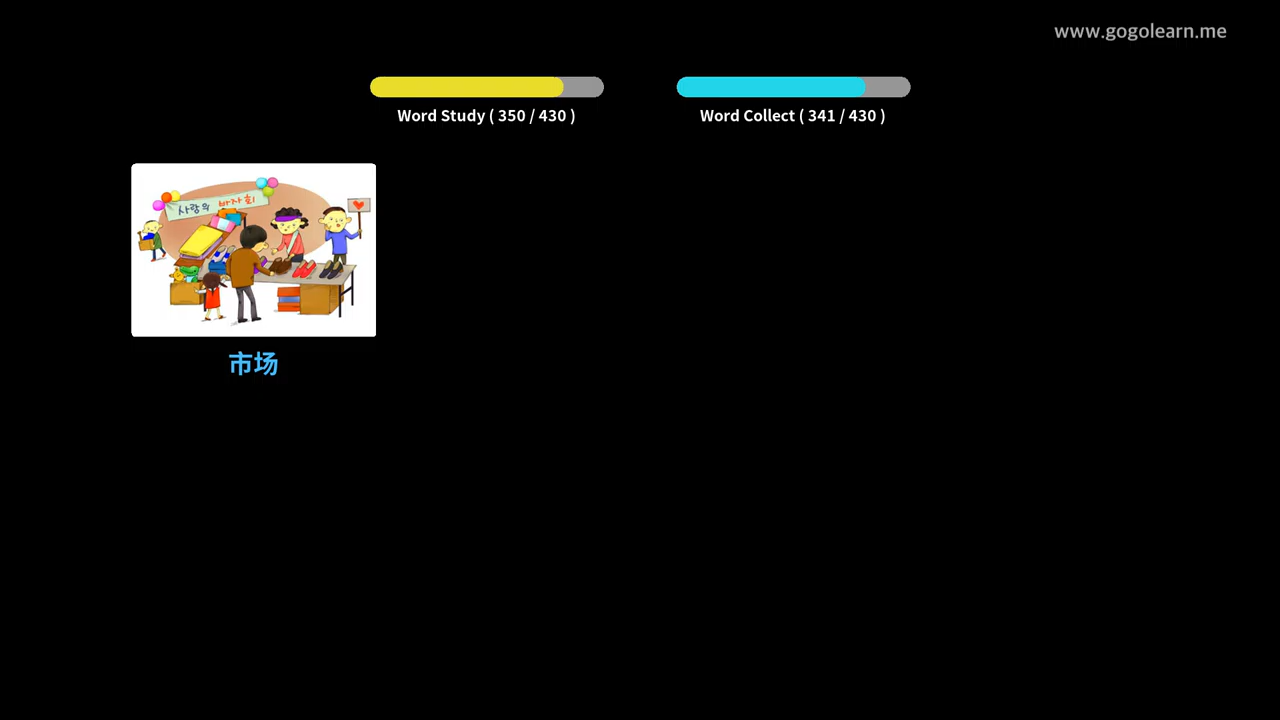 www.gogolearn.me
Word Study ( 350 / 430 )
Word Collect ( 341 / 430 )
사랑의 바자회
市场